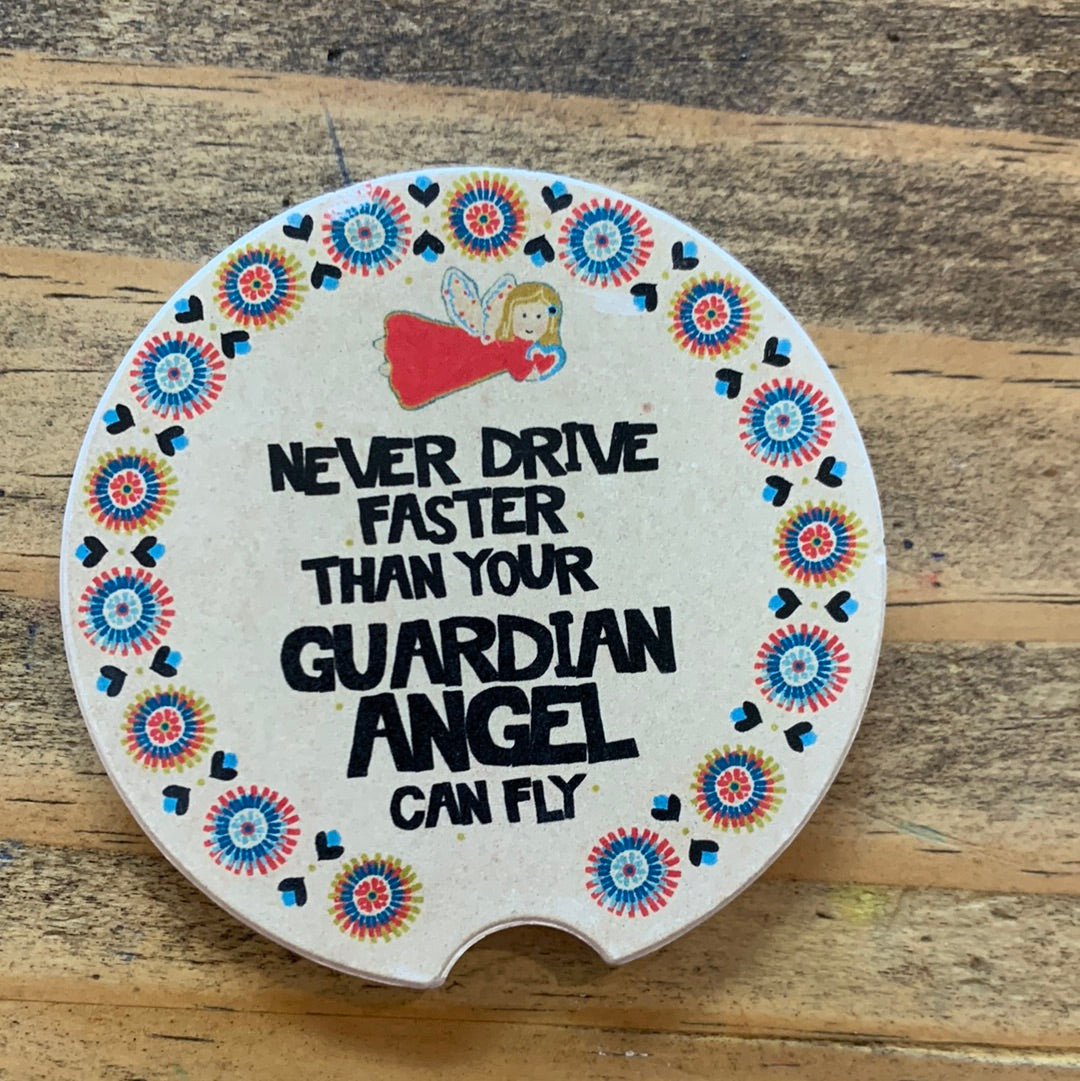 NEVER DRIVE
FASTER
THAN YOUR
GUARDIAN
ANGEL
CAN FLY